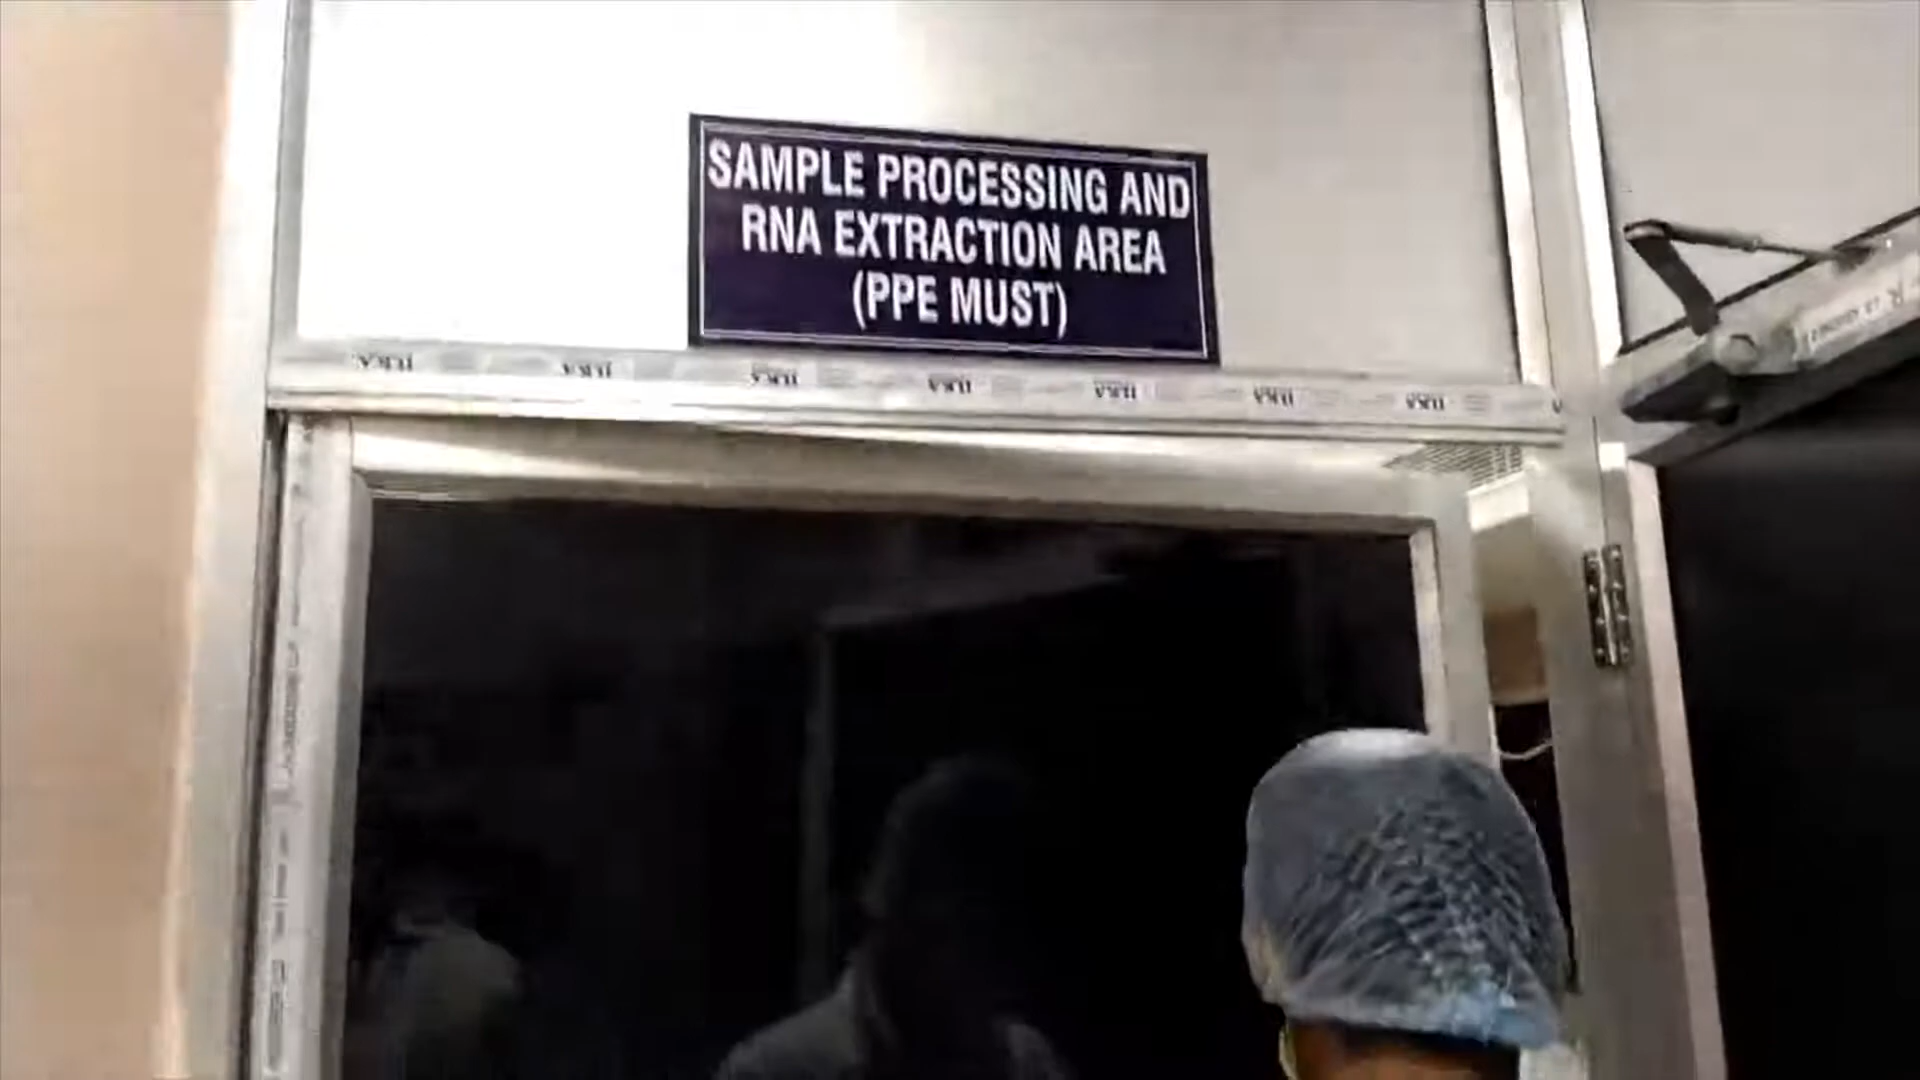 SAMPLE PROCESSING AND
RNA EXTRACTION AREA
(PPE MUST)